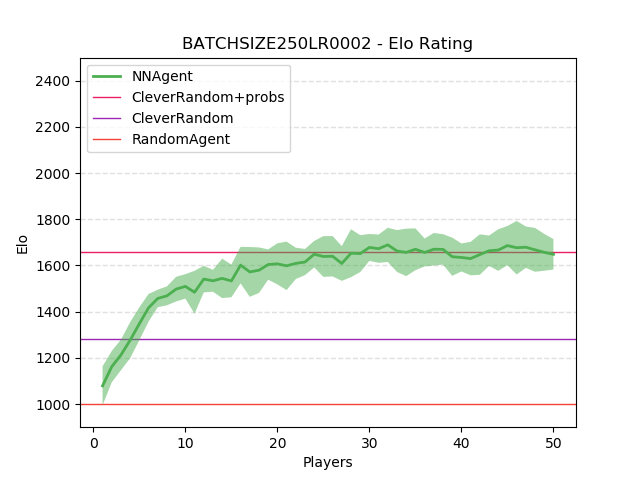 BATCHSIZE250LR0002 - Elo Rating
NNAgent
CleverRandom+probs
CleverRandom
RandomAgent
2400
2200
2000
1800
1600
1400
1200
1000
Elo
0 10 20 30 40 50
Players